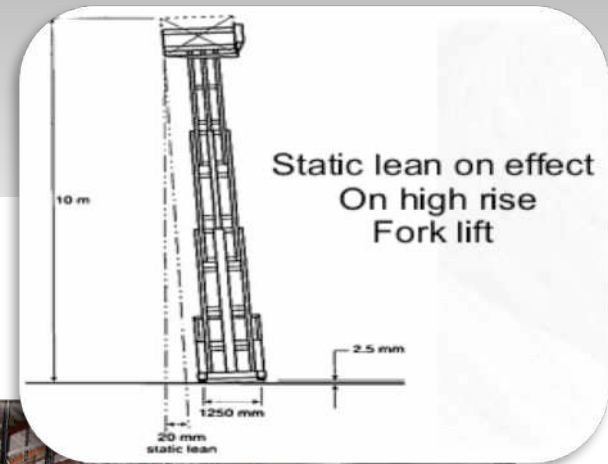 10 m
Static lean on effect
On high rise
Fork lift
2.5 mm
1250 mm
20 mm
static lean